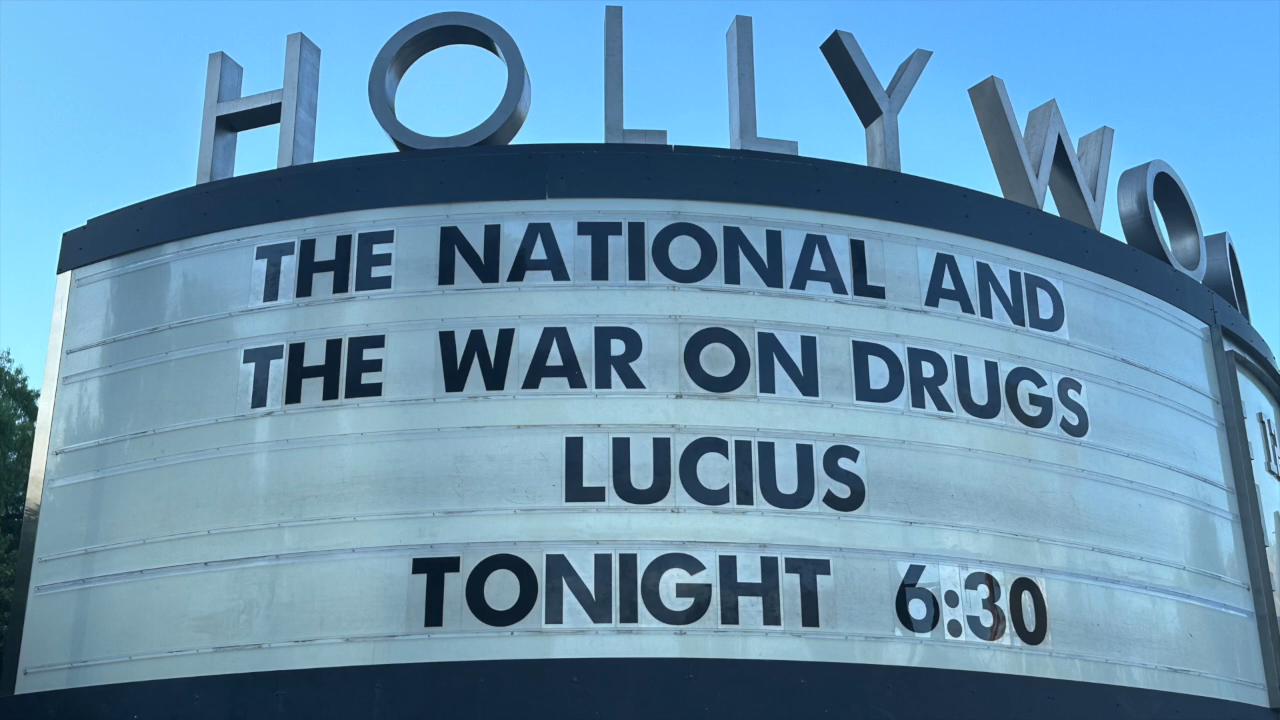 HOLLYWOO
THE NATIONAL AND
THE WAR ON DRUGS
LUCIUS
TONIGHT 6:30